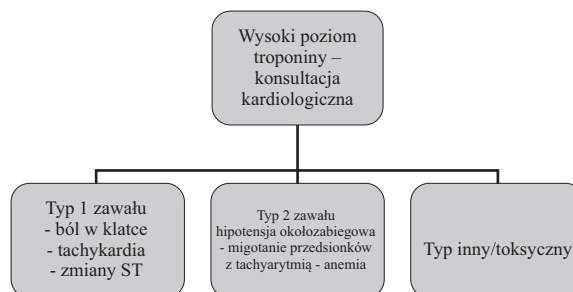 Wysoki poziom
troponiny –
konsultacja
kardiologiczna
Typ 1 zawału
- ból w klatce
- tachykardia
- zmiany ST
Typ 2 zawału
hipotensja okołozabiegowa
- migotanie przedsionków
z tachyarytmią - anemia
Typ inny/toksyczny